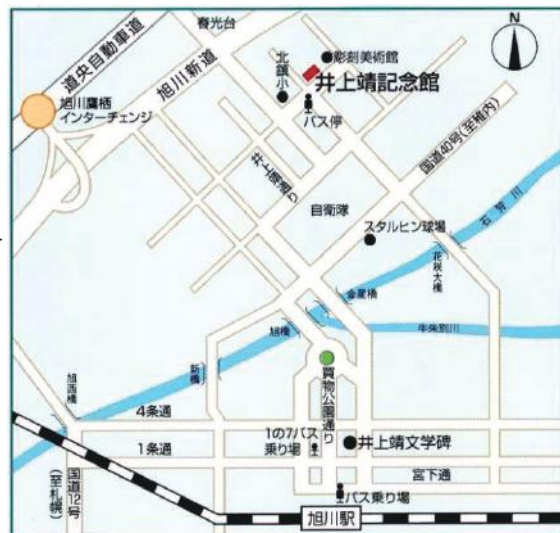 春光台
N
道央自動車道
旭川新道
彫刻美術館
北鎮小
井上靖記念館
旭川鷹栖
インターチェンジ
バス停
国道40号(至稚内)
井上靖通り
自衛隊
石狩川
スタルヒン球場
花咲大橋
金星橋
旭橋
牛朱別川
新橋
買物公園通り
旭西橋
4条通
1の7バス
乗り場
井上靖文学碑
1条通
宮下通
国道12号
(至札幌)
バス乗り場
旭川駅